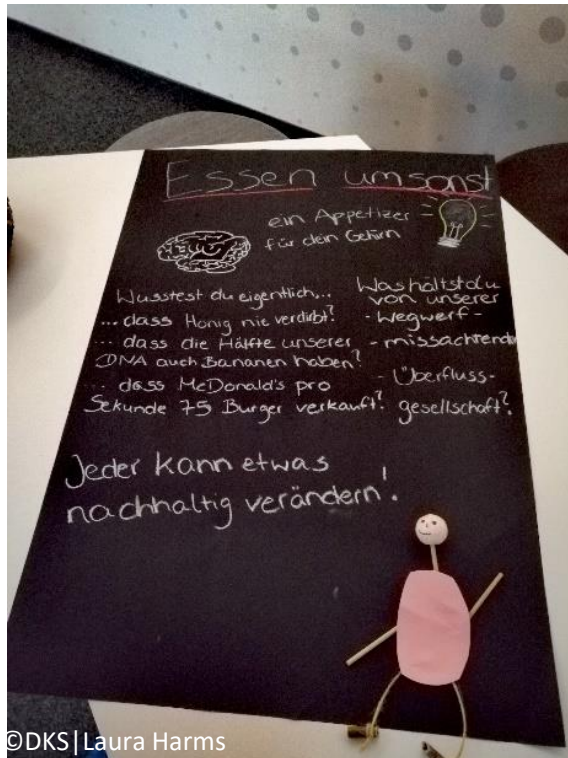 Essen umsonst
ein Appetizer
für dein Gehirn
Wusstest du eigentlich...
... dass Honig nie verdirbt?
... dass die Hälfte unserer
DNA auch Bananen haben?
... dass McDonald's pro
Sekunde 75 Burger verkauft?
Was hältst du
von unserer
- Wegwerf-
- missachtende
- Überfluss-
gesellschaft?
Jeder kann etwas
nachhaltig verändern!
©DKS|Laura Harms